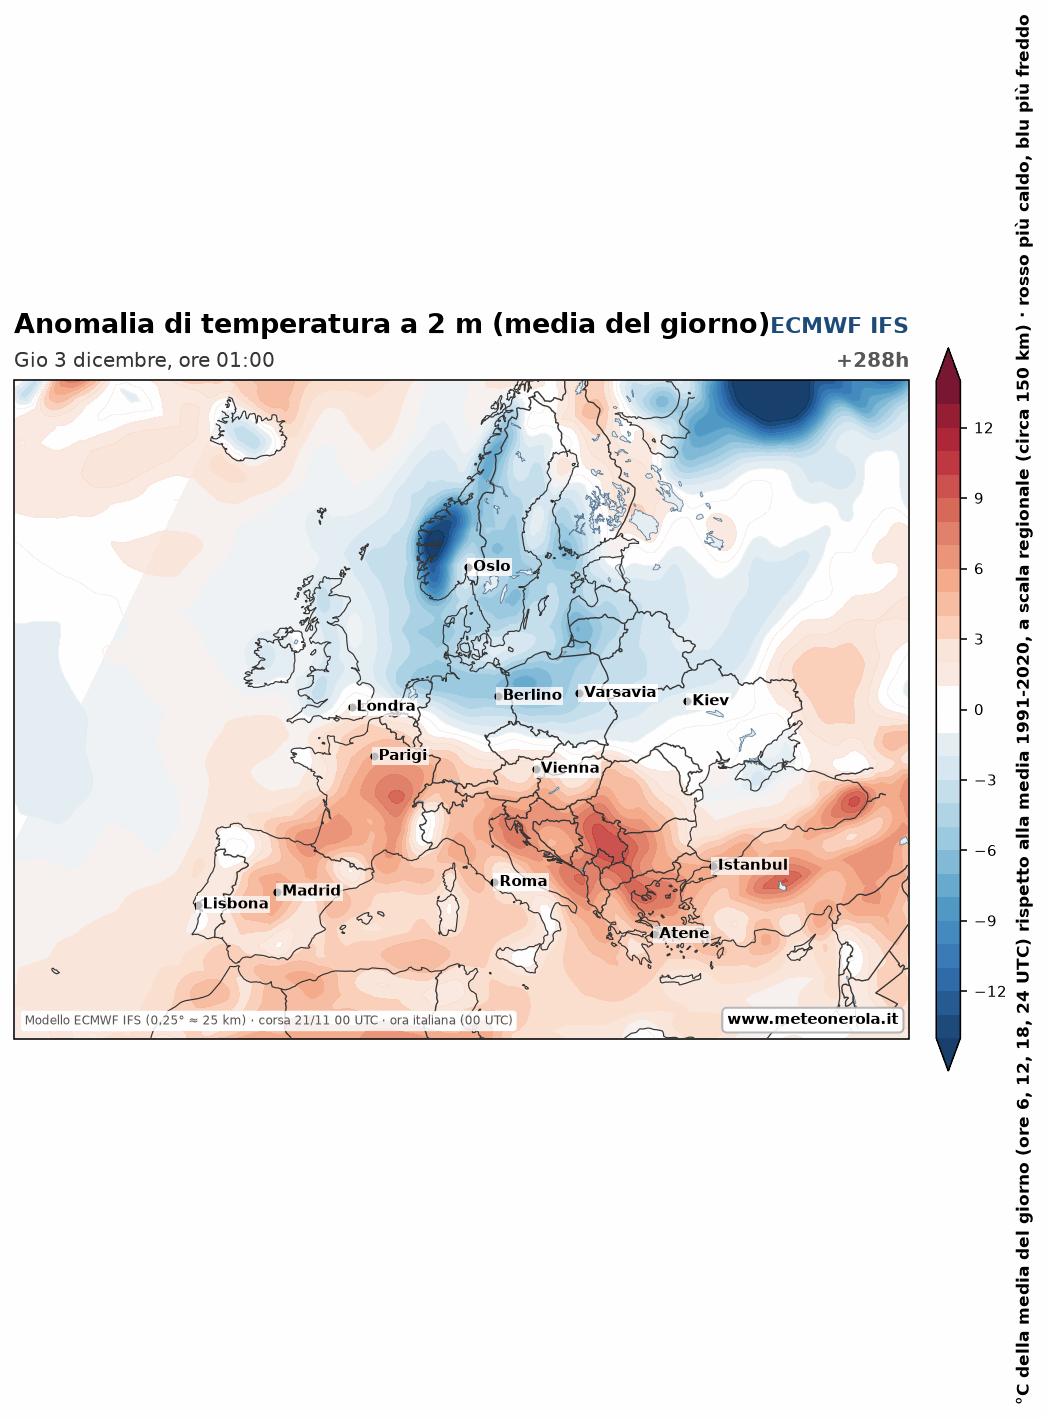 Anomalia di temperatura a 2 m (media del giorno)
ECMWF IFS
Gio 3 dicembre, ore 01:00
+288h
Oslo
Berlino
Varsavia
Kiev
Londra
Parigi
Vienna
Istanbul
Roma
Madrid
Lisbona
Atene
Modello ECMWF IFS (0,25° ≈ 25 km) · corsa 21/11 00 UTC · ora italiana (00 UTC)
www.meteonerola.it
12
9
6
3
0
−3
−6
−9
−12
°C della media del giorno (ore 6, 12, 18, 24 UTC) rispetto alla media 1991-2020, a scala regionale (circa 150 km) · rosso più caldo, blu più freddo